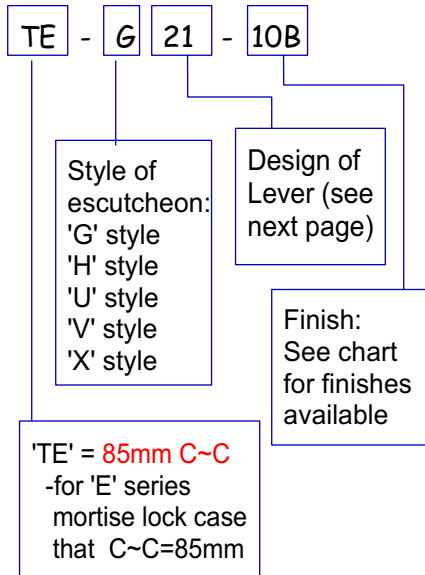 TE - G 21 - 10B
Style of
escutcheon:
'G' style
'H' style
'U' style
'V' style
'X' style
Design of
Lever (see
next page)
Finish:
See chart
for finishes
available
'TE' = 85mm C~C
-for 'E' series
mortise lock case
that C~C=85mm